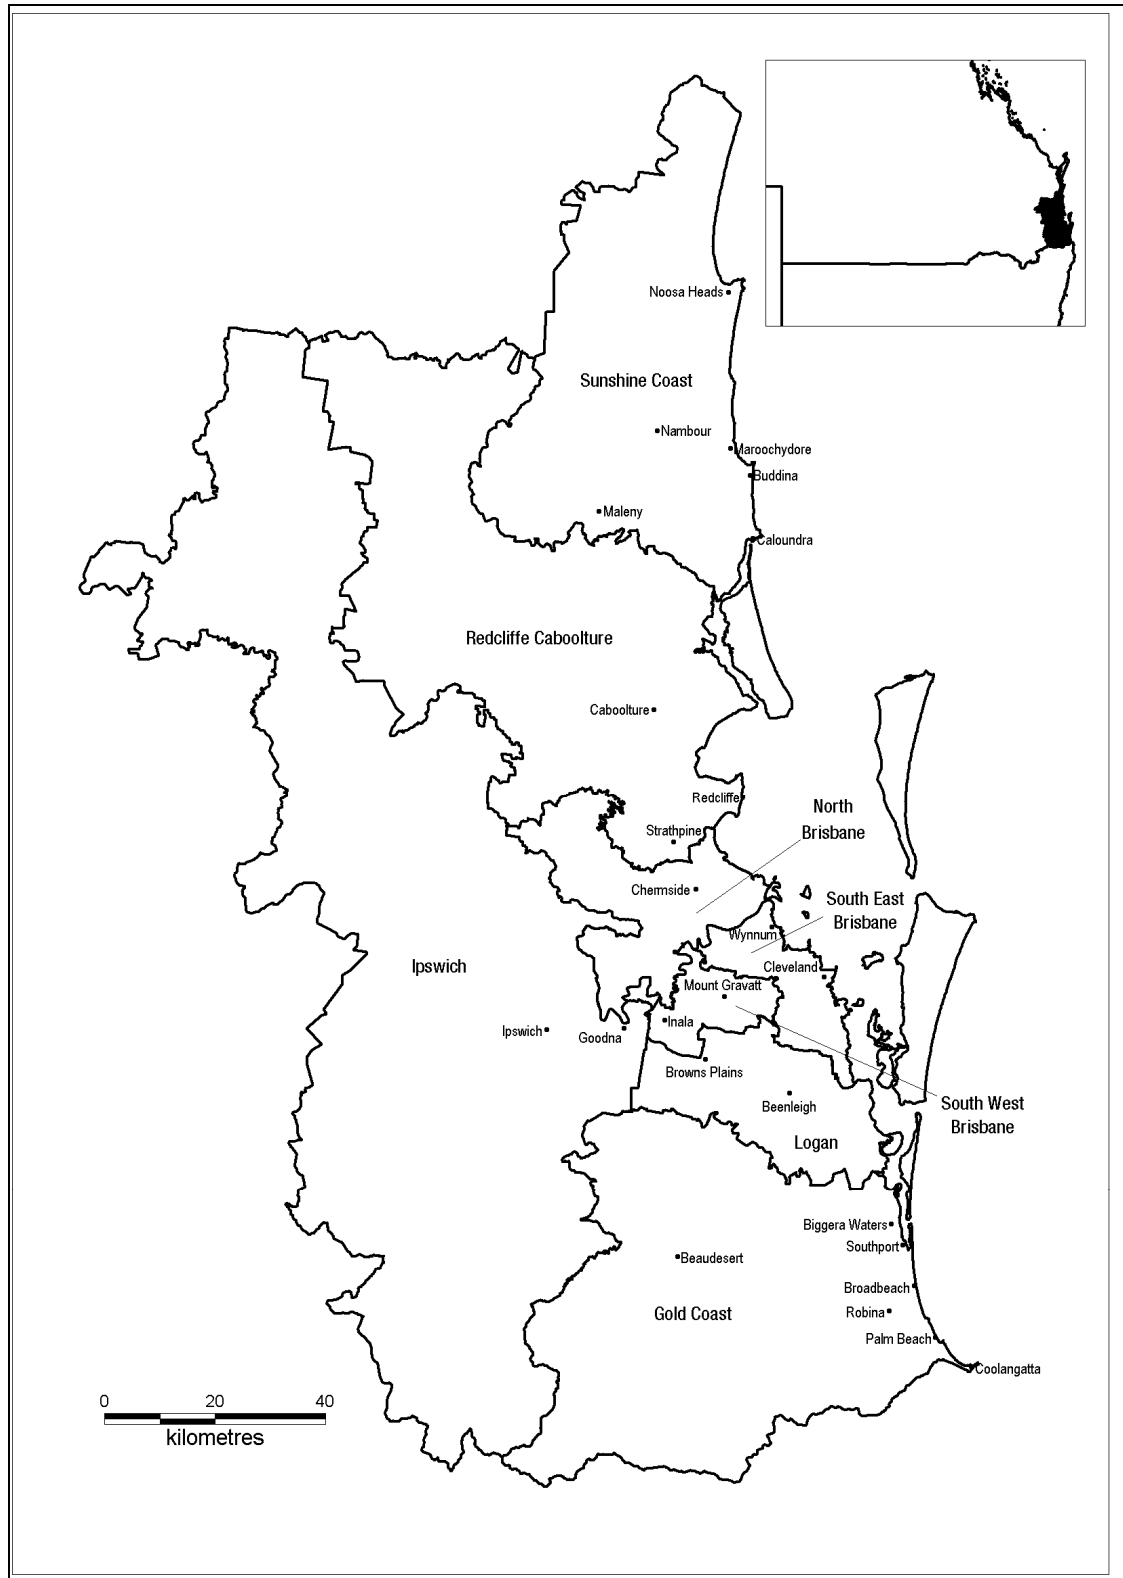 Noosa Heads
Sunshine Coast
Nambour
Maroochydore
Buddina
Maleny
Caloundra
Redcliffe Caboolture
Caboolture
Redcliffe
North
Brisbane
Strathpine
Chermside
South East
Brisbane
Wynnum
Cleveland
Ipswich
Mount Gravatt
Inala
Ipswich
Goodna
Browns Plains
Beenleigh
South West
Brisbane
Logan
Biggera Waters
Southport
Beaudesert
Broadbeach
Gold Coast
Robina
Palm Beach
Coolangatta
0 20 40
kilometres